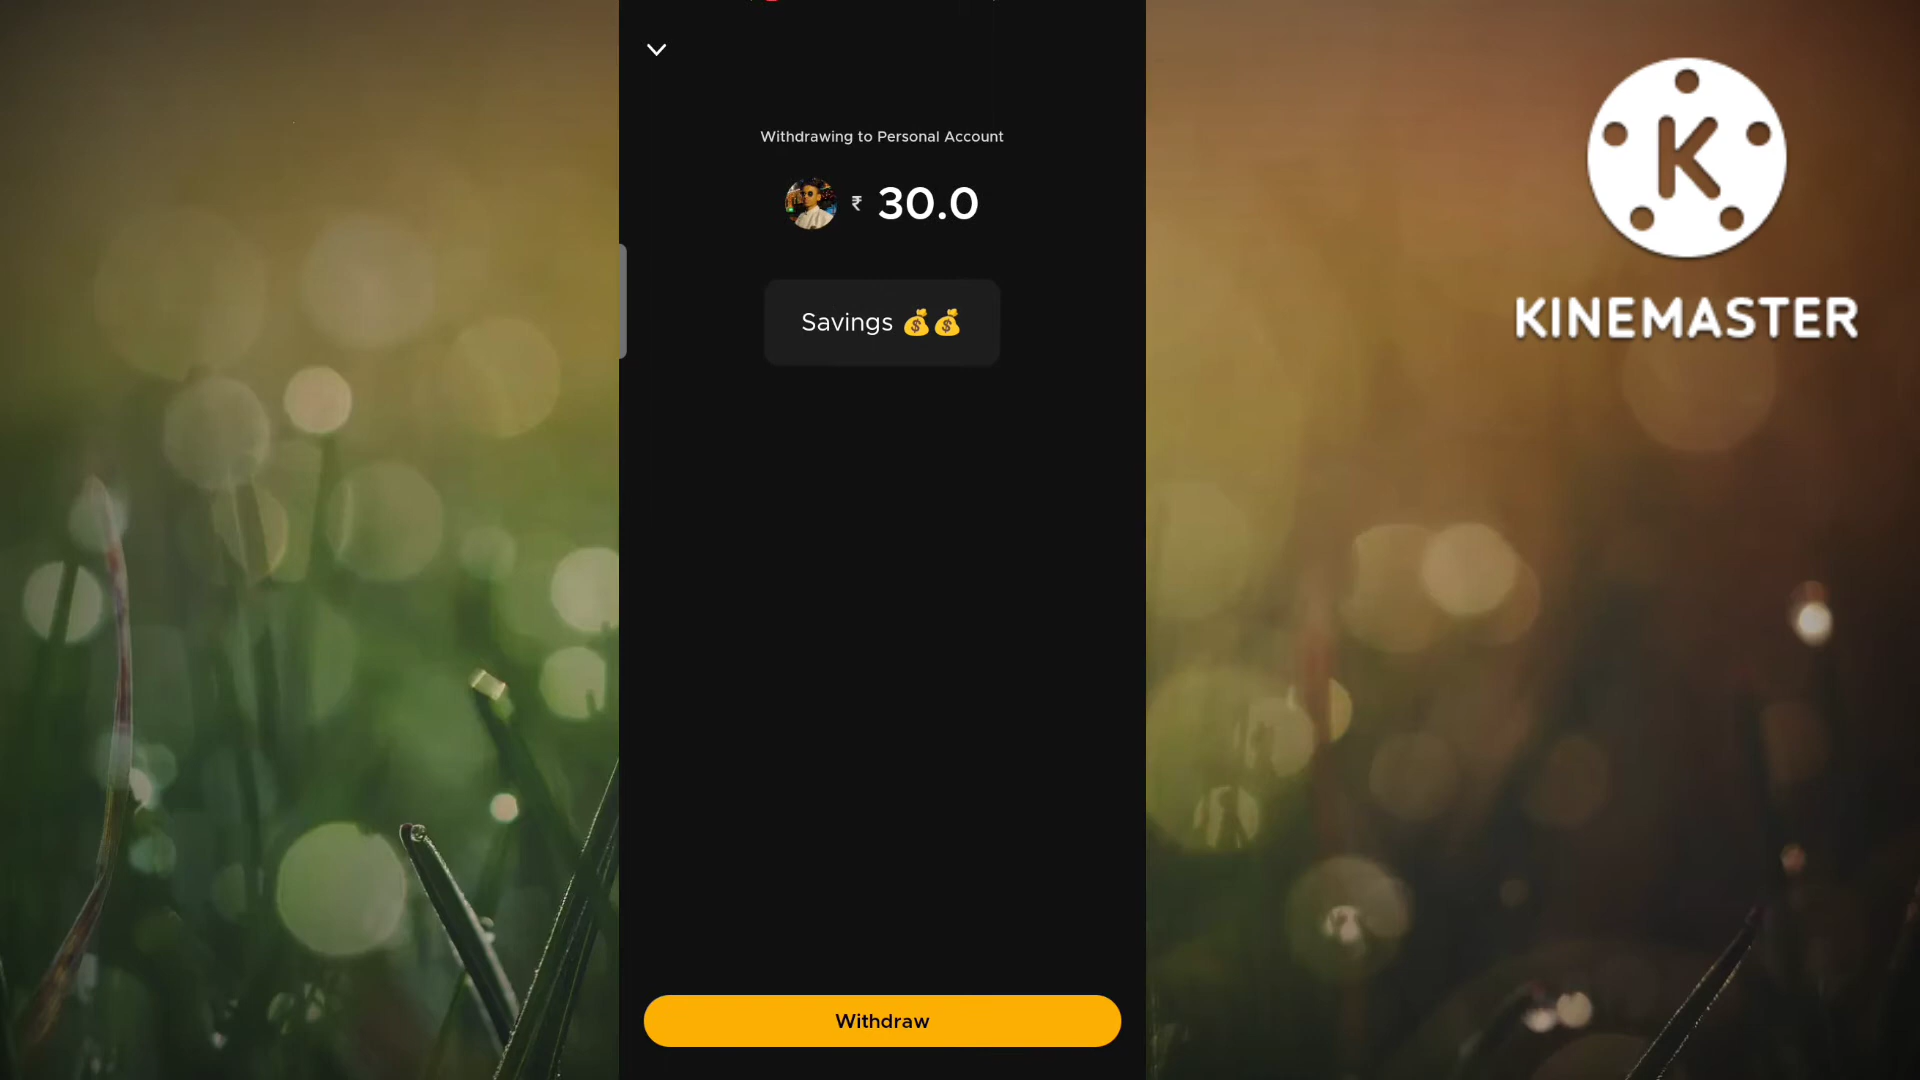 Withdrawing to Personal Account
₹ 30.0
Savings 💰💰
Withdraw
K
KINEMASTER